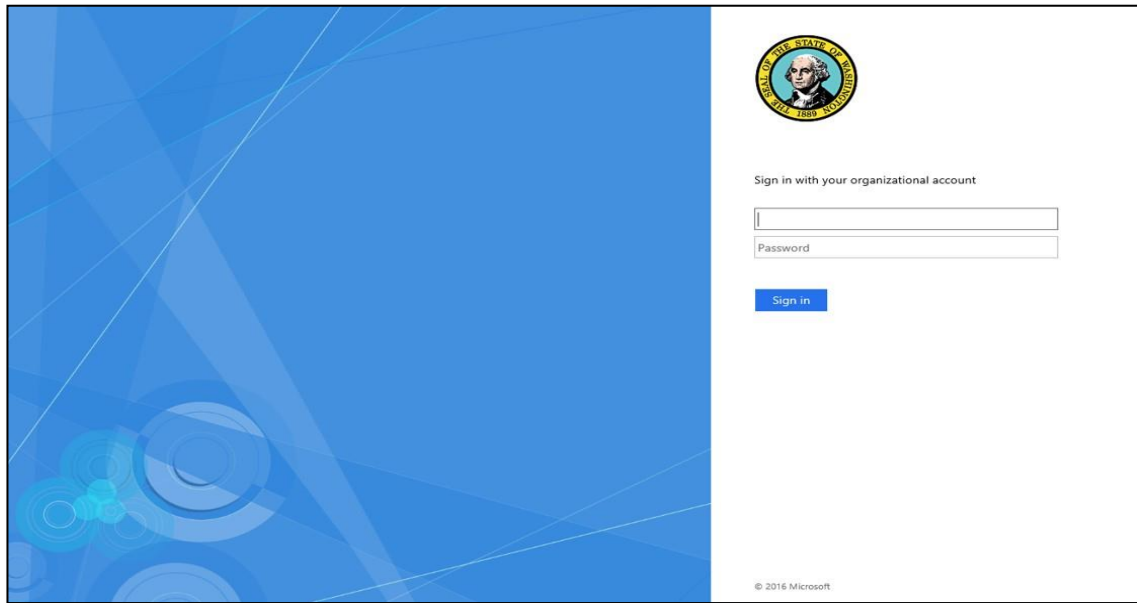 THE SEAL OF THE STATE OF WASHINGTON
1889
Sign in with your organizational account
Password
Sign in
© 2016 Microsoft